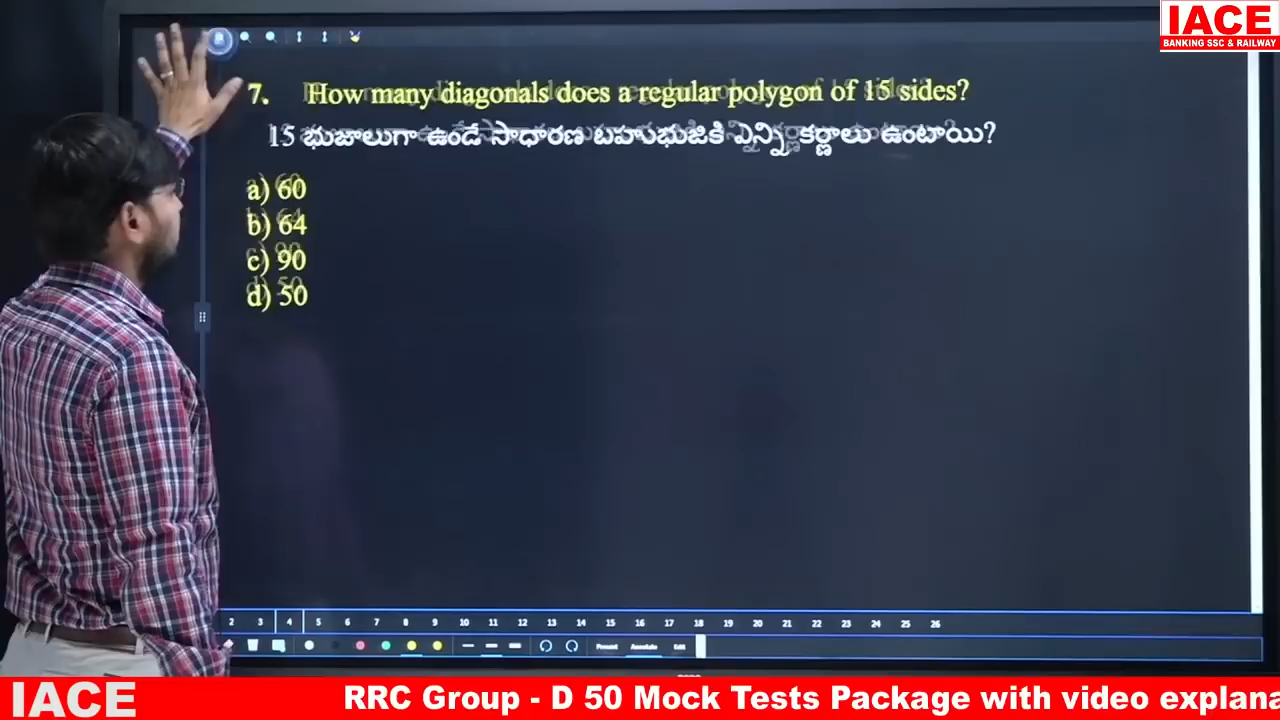 IACE
BANKING SSC & RAILWAY
7. How many diagonals does a regular polygon of 15 sides?
15 భుజాలుగా ఉండే సాధారణ బహుభుజికి ఎన్ని కర్ణాలు ఉంటాయి?
a) 60
b) 64
c) 90
d) 50
2 3 4 5 6 7 8 9 10 11 12 13 14 15 16 17 18 19 20 21 22 23 24 25 26
Present Annotate Edit
IACE RRC Group - D 50 Mock Tests Package with video explana